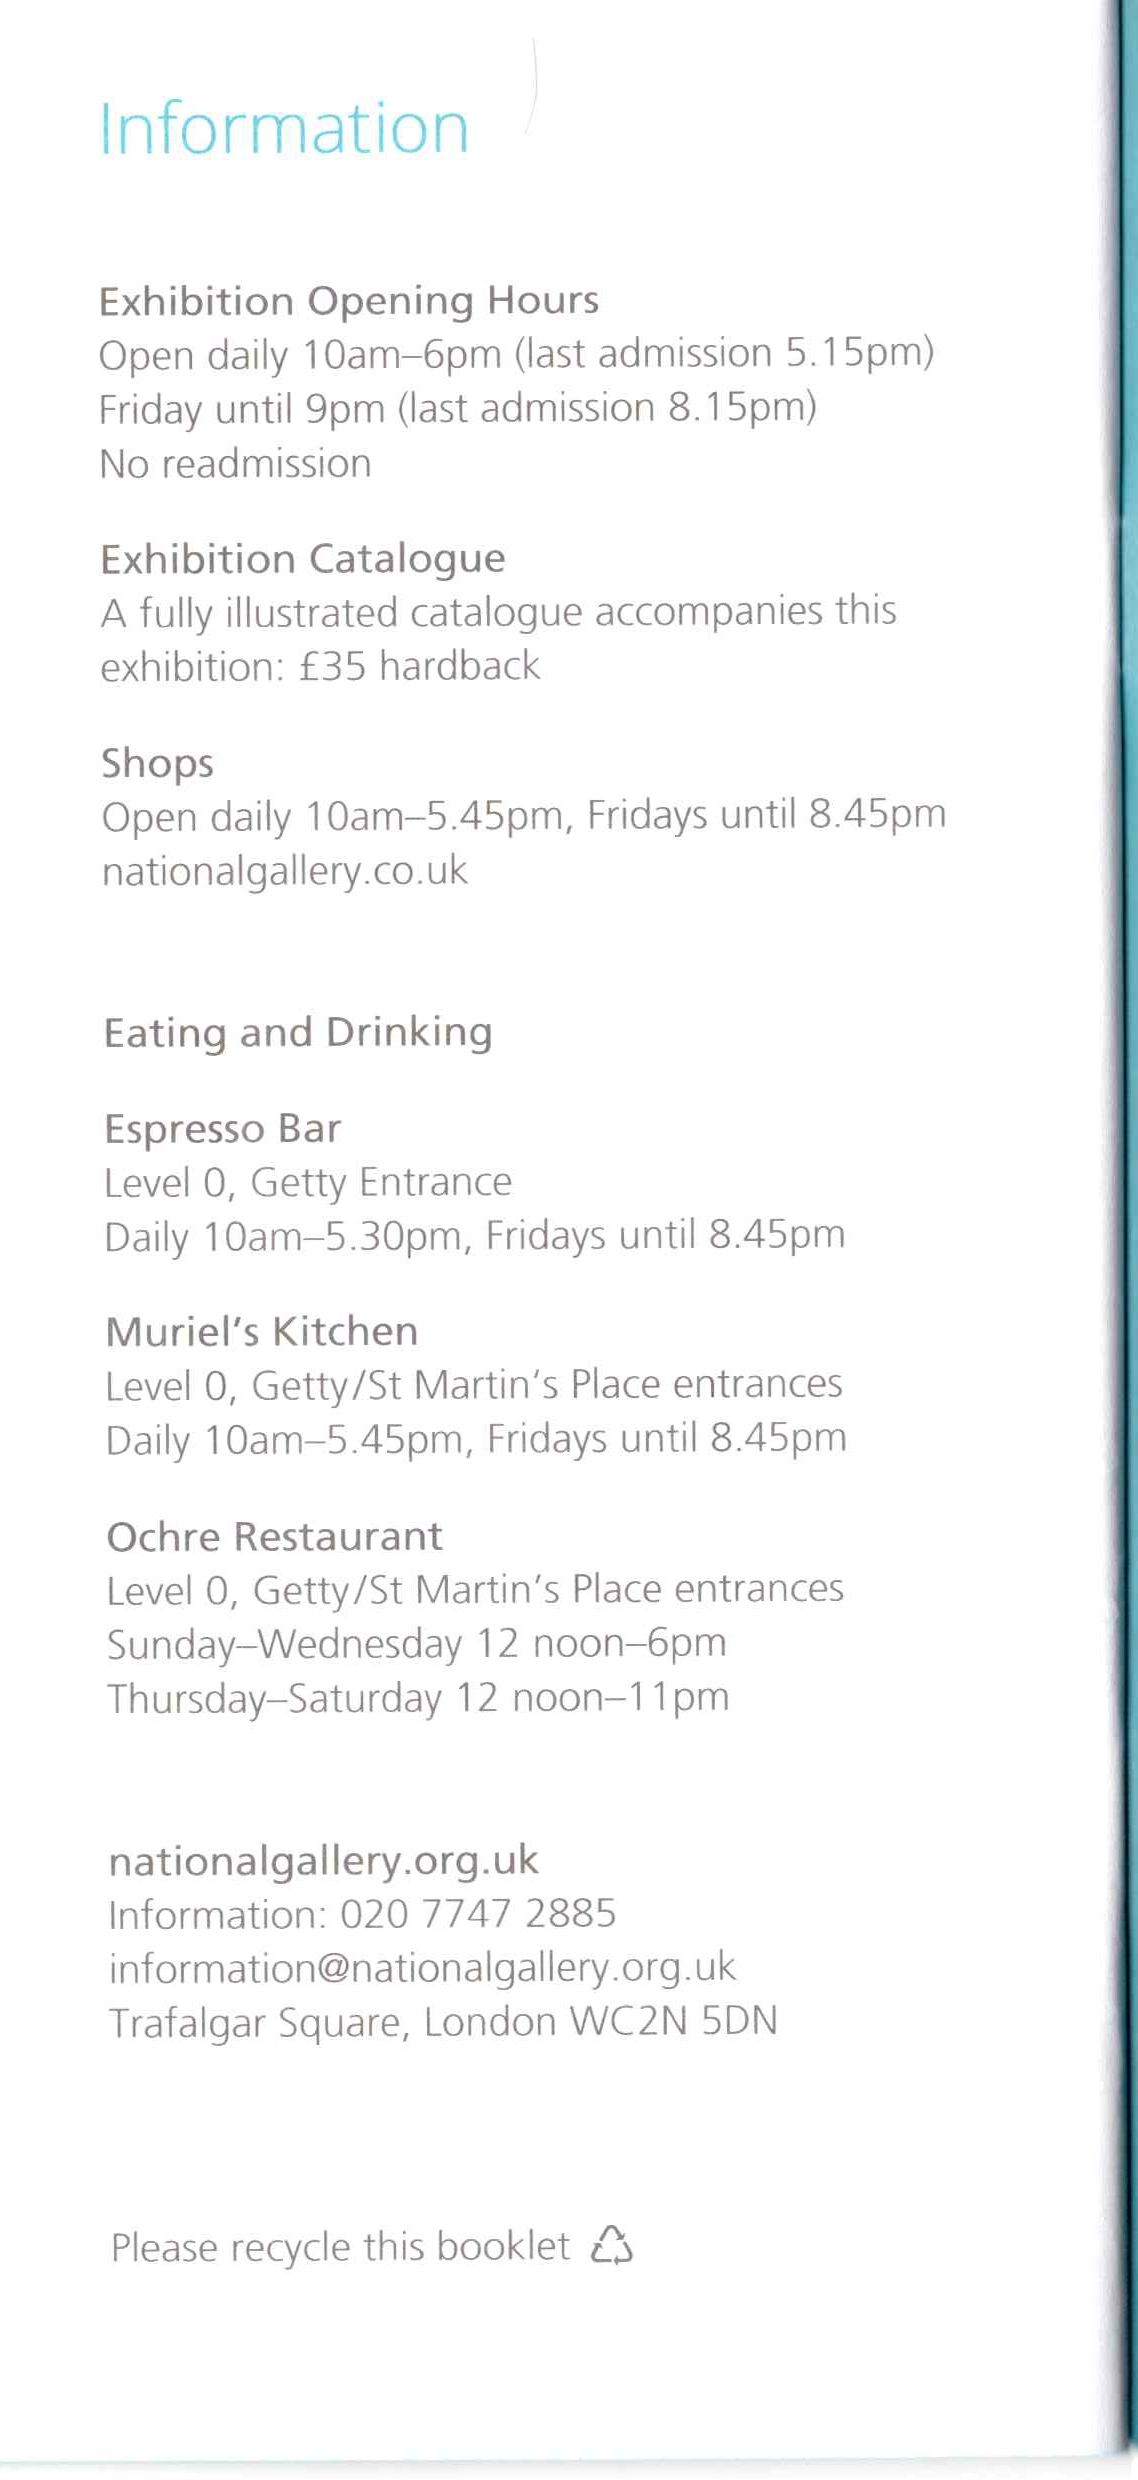 Information
Exhibition Opening Hours
Open daily 10am–6pm (last admission 5.15pm)
Friday until 9pm (last admission 8.15pm)
No readmission
Exhibition Catalogue
A fully illustrated catalogue accompanies this
exhibition: £35 hardback
Shops
Open daily 10am–5.45pm, Fridays until 8.45pm
nationalgallery.co.uk
Eating and Drinking
Espresso Bar
Level 0, Getty Entrance
Daily 10am–5.30pm, Fridays until 8.45pm
Muriel’s Kitchen
Level 0, Getty/St Martin’s Place entrances
Daily 10am–5.45pm, Fridays until 8.45pm
Ochre Restaurant
Level 0, Getty/St Martin’s Place entrances
Sunday–Wednesday 12 noon–6pm
Thursday–Saturday 12 noon–11pm
nationalgallery.org.uk
Information: 020 7747 2885
information@nationalgallery.org.uk
Trafalgar Square, London WC2N 5DN
Please recycle this booklet